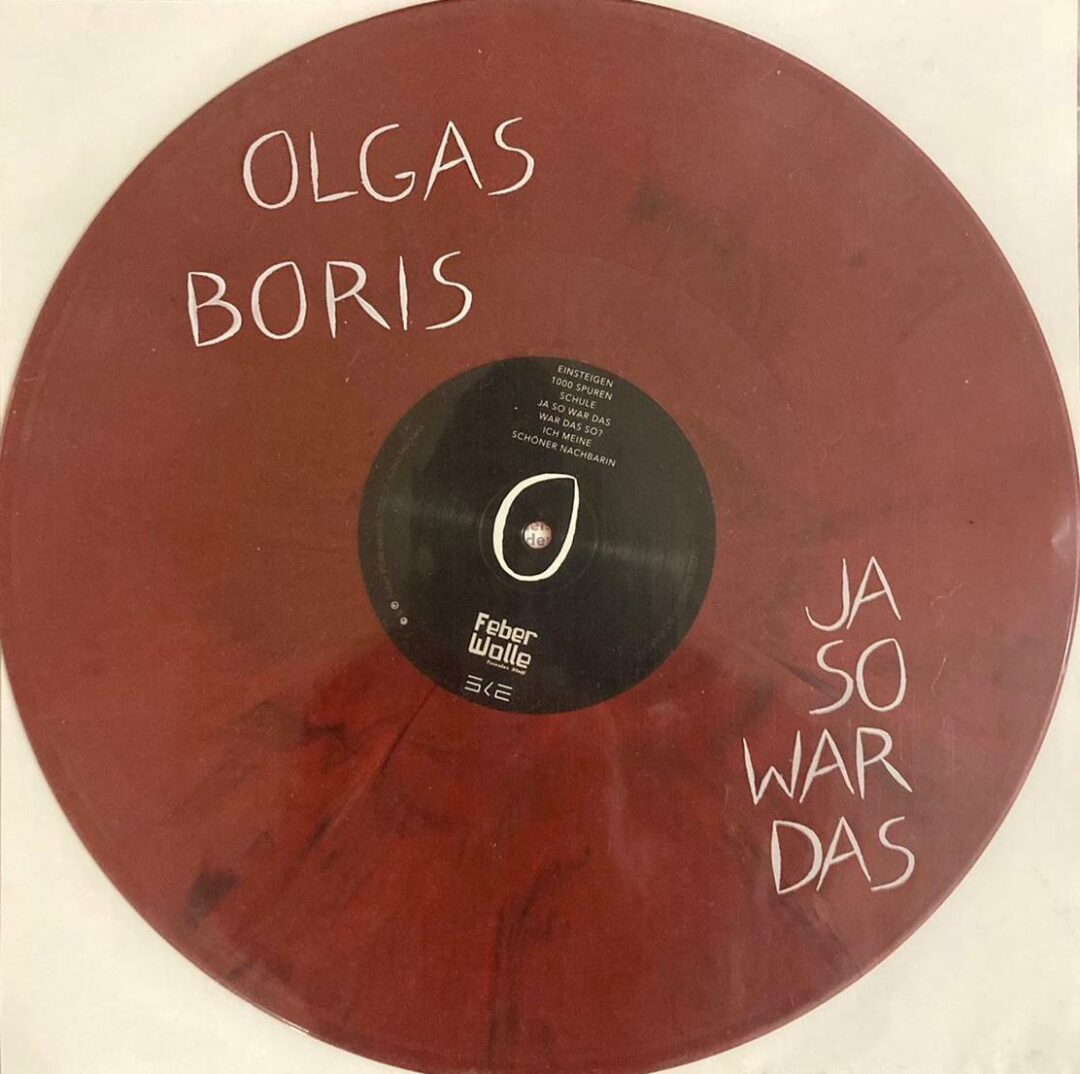 OLGAS
BORIS
EINSTEIGEN
1000 SPUREN
SCHULE
JA SO WAR DAS
WAR DAS SO?
ICH MEINE
SCHÖNER NACHBARIN
O
Feber
Wolle
SKE
JA
SO
WAR
DAS